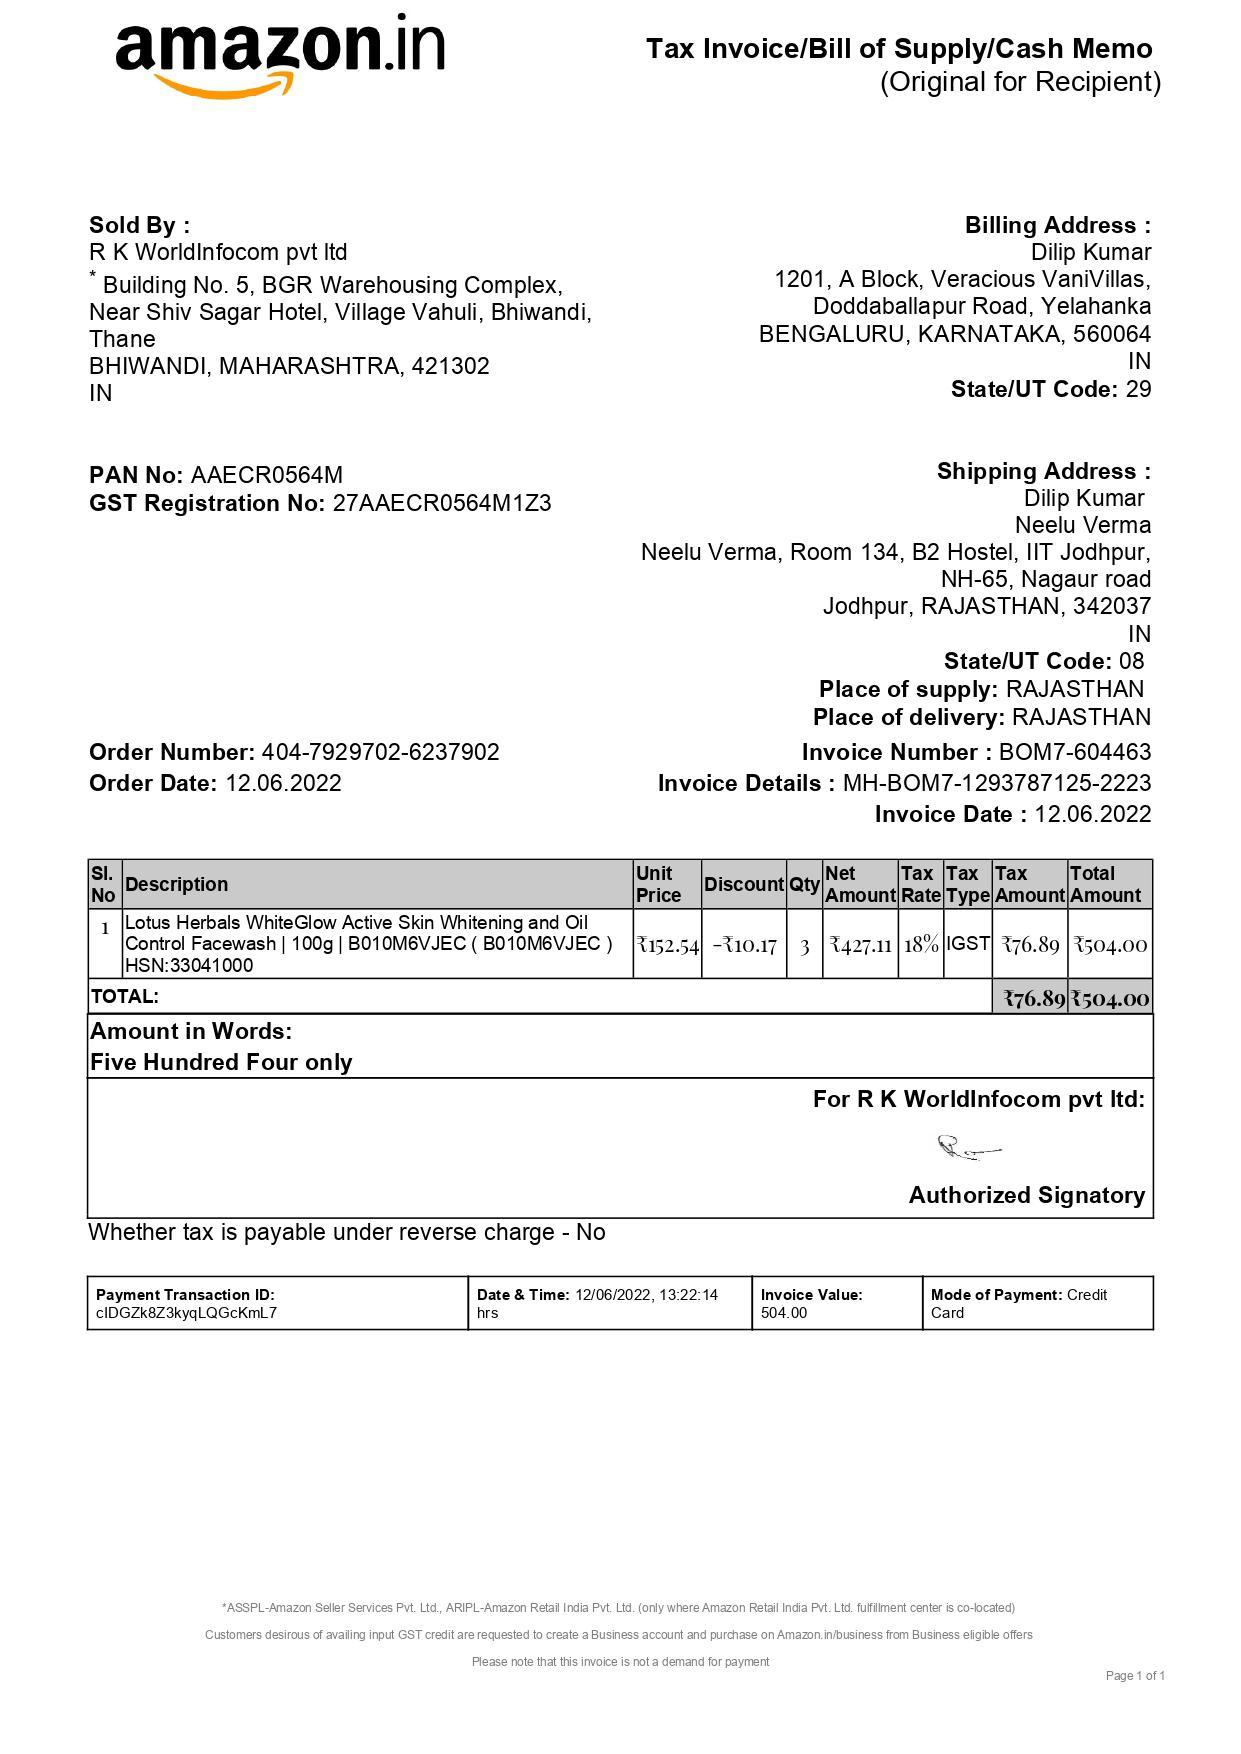 amazon.in
Tax Invoice/Bill of Supply/Cash Memo
(Original for Recipient)
Sold By :
R K WorldInfocom pvt ltd
* Building No. 5, BGR Warehousing Complex,
Near Shiv Sagar Hotel, Village Vahuli, Bhiwandi,
Thane
BHIWANDI, MAHARASHTRA, 421302
IN
Billing Address :
Dilip Kumar
1201, A Block, Veracious VaniVillas,
Doddaballapur Road, Yelahanka
BENGALURU, KARNATAKA, 560064
IN
State/UT Code: 29
PAN No: AAECR0564M
GST Registration No: 27AAECR0564M1Z3
Shipping Address :
Dilip Kumar
Neelu Verma
Neelu Verma, Room 134, B2 Hostel, IIT Jodhpur,
NH-65, Nagaur road
Jodhpur, RAJASTHAN, 342037
IN
State/UT Code: 08
Place of supply: RAJASTHAN
Place of delivery: RAJASTHAN
Order Number: 404-7929702-6237902
Order Date: 12.06.2022
Invoice Number : BOM7-604463
Invoice Details : MH-BOM7-1293787125-2223
Invoice Date : 12.06.2022
Sl. No Description Unit Price Discount Qty Net Amount Tax Rate Tax Type Tax Amount Total Amount
1 Lotus Herbals WhiteGlow Active Skin Whitening and Oil
Control Facewash | 100g | B010M6VJEC ( B010M6VJEC ) ₹152.54 -₹10.17 3 ₹427.11 18% IGST ₹76.89 ₹504.00
HSN:33041000
TOTAL: ₹76.89 ₹504.00
Amount in Words:
Five Hundred Four only
For R K WorldInfocom pvt ltd:
Authorized Signatory
Whether tax is payable under reverse charge - No
Payment Transaction ID:
cIDGZk8Z3kyqLQGcKmL7
Date & Time: 12/06/2022, 13:22:14
hrs
Invoice Value:
504.00
Mode of Payment: Credit
Card
*ASSPL-Amazon Seller Services Pvt. Ltd., ARIPL-Amazon Retail India Pvt. Ltd. (only where Amazon Retail India Pvt. Ltd. fulfillment center is co-located)
Customers desirous of availing input GST credit are requested to create a Business account and purchase on Amazon.in/business from Business eligible offers
Please note that this invoice is not a demand for payment
Page 1 of 1